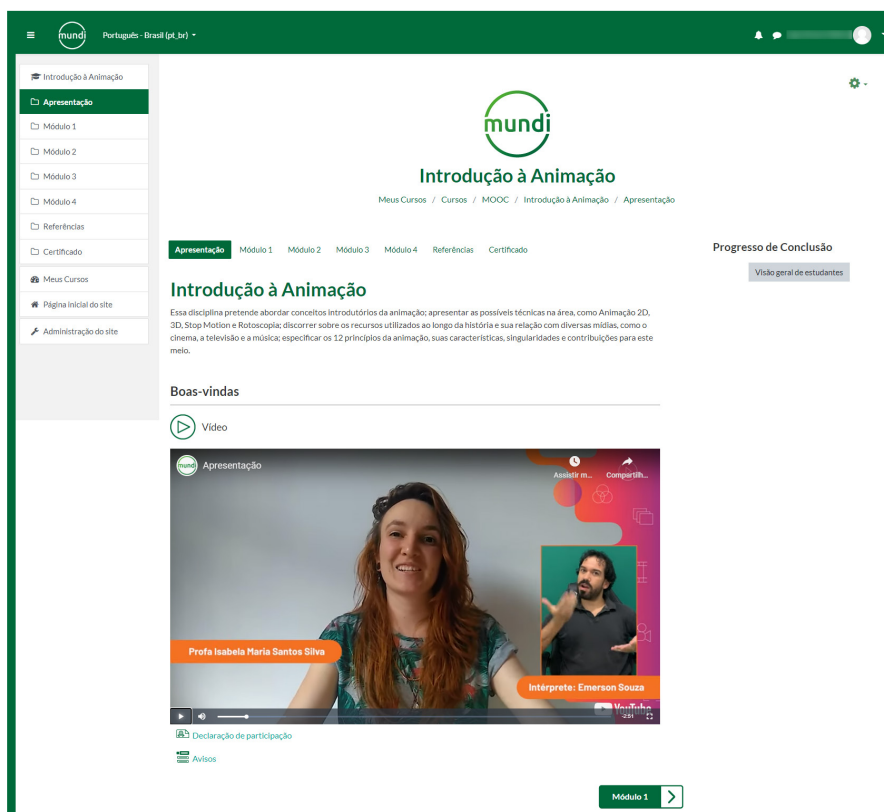 mundi
Português - Brasil (pt_br)
Introdução à Animação
Apresentação
Módulo 1
Módulo 2
Módulo 3
Módulo 4
Referências
Certificado
Meus Cursos
Página inicial do site
Administração do site
mundi
Introdução à Animação
Meus Cursos / Cursos / MOOC / Introdução à Animação / Apresentação
Apresentação Módulo 1 Módulo 2 Módulo 3 Módulo 4 Referências Certificado
Introdução à Animação
Essa disciplina pretende abordar conceitos introdutórios da animação; apresentar as possíveis técnicas na área, como Animação 2D,
3D, Stop Motion e Rotoscopia; discorrer sobre os recursos utilizados ao longo da história e sua relação com diversas mídias, como o
cinema, a televisão e a música; especificar os 12 princípios da animação, suas características, singularidades e contribuições para este
meio.
Boas-vindas
Vídeo
mundi Apresentação
Assistir m... Compartilh...
Profa Isabela Maria Santos Silva
Intérprete: Emerson Souza
YouTube
-2:51
Declaração de participação
Avisos
Módulo 1
Progresso de Conclusão
Visão geral de estudantes